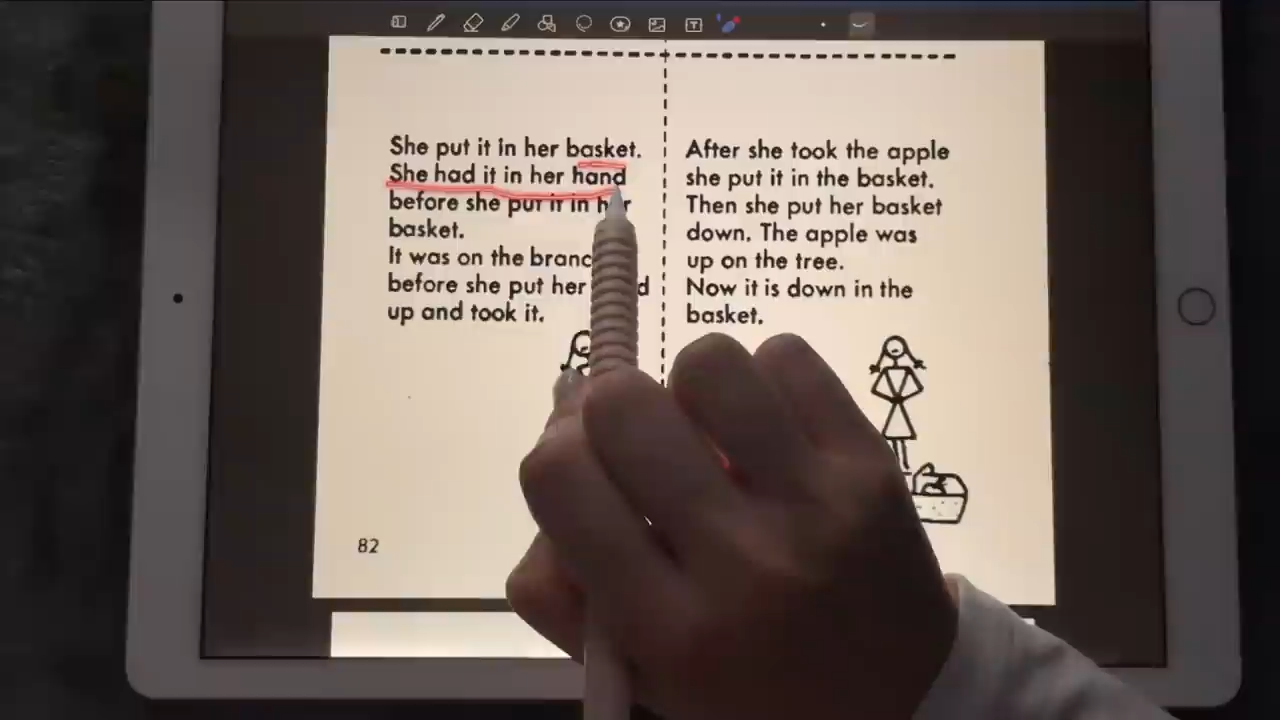 She put it in her basket.
She had it in her hand
before she put it in her
basket.
It was on the branc
before she put her
up and took it.
After she took the apple
she put it in the basket.
Then she put her basket
down. The apple was
up on the tree.
Now it is down in the
basket.
82